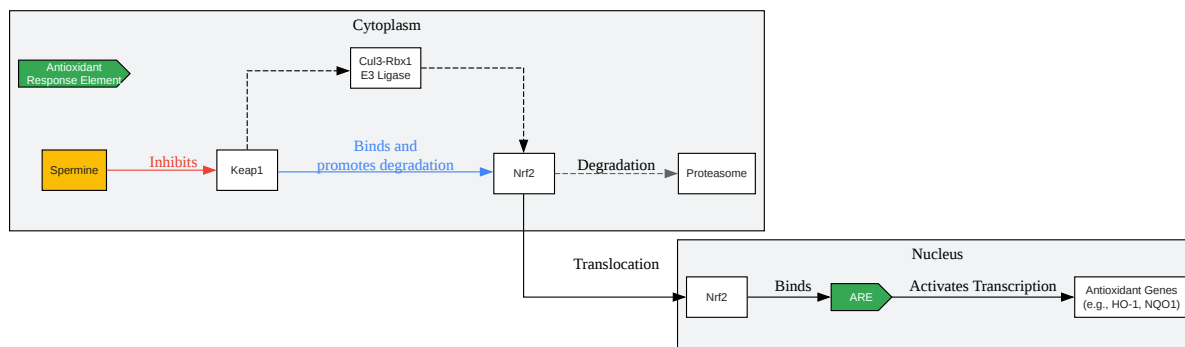 Cytoplasm
Antioxidant
Response Element
Cul3-Rbx1
E3 Ligase
Spermine
Inhibits
Keap1
Binds and
promotes degradation
Nrf2
Degradation
Proteasome
Translocation
Nucleus
Nrf2
Binds
ARE
Activates Transcription
Antioxidant Genes
(e.g., HO-1, NQO1)